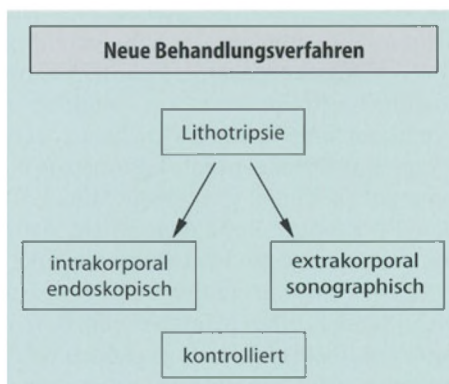 Neue Behandlungsverfahren
Lithotripsie
intrakorporal
endoskopisch
extrakorporal
sonographisch
kontrolliert